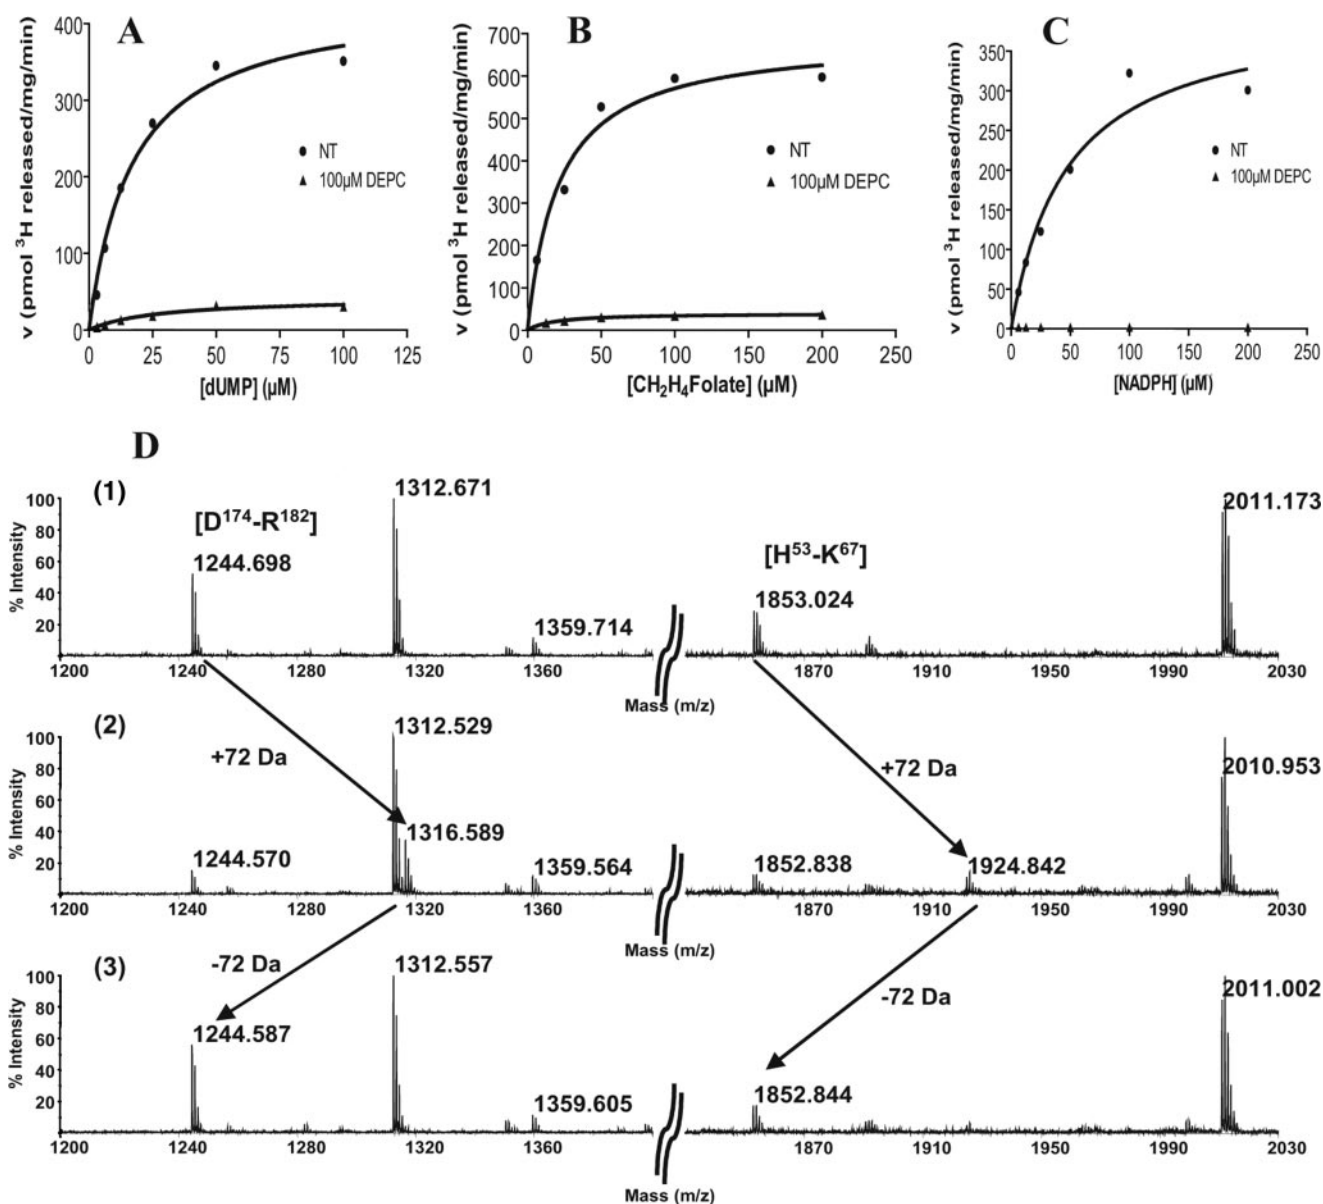 A
400
300
200
100
0
v (pmol ³H released/mg/min)
NT
100µM DEPC
0 25 50 75 100 125
[dUMP] (µM)
B
700
600
500
400
300
200
100
0
v (pmol ³H released/mg/min)
NT
100µM DEPC
0 50 100 150 200 250
[CH₂H₄Folate] (µM)
C
350
300
250
200
150
100
50
0
v (pmol ³H released/mg/min)
NT
100µM DEPC
0 50 100 150 200 250
[NADPH] (µM)
D
(1)
% Intensity
100
80
60
40
20
[D¹⁷⁴-R¹⁸²]
1244.698
1312.671
1359.714
[H⁵³-K⁶⁷]
1853.024
2011.173
1200 1240 1280 1320 1360 1870 1910 1950 1990 2030
Mass (m/z)
+72 Da
+72 Da
(2)
% Intensity
100
80
60
40
20
1244.570
1312.529
1316.589
1359.564
1852.838
1924.842
2010.953
1200 1240 1280 1320 1360 1870 1910 1950 1990 2030
Mass (m/z)
-72 Da
-72 Da
(3)
% Intensity
100
80
60
40
20
1244.587
1312.557
1359.605
1852.844
2011.002
1200 1240 1280 1320 1360 1870 1910 1950 1990 2030
Mass (m/z)